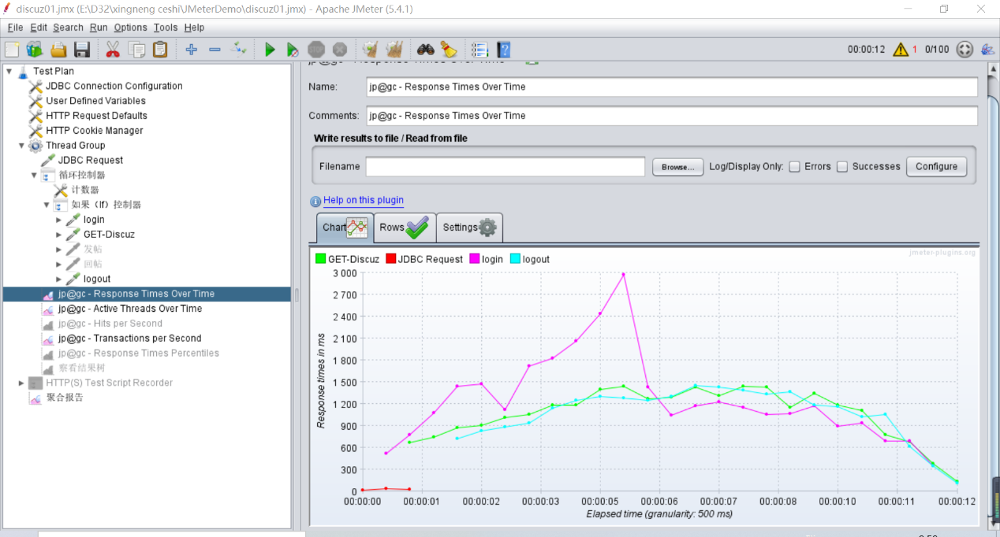 discuz01.jmx (E:\D32\xingneng ceshi\JMeterDemo\discuz01.jmx) - Apache JMeter (5.4.1)
File Edit Search Run Options Tools Help
00:00:12 1 0/100
Test Plan
JDBC Connection Configuration
User Defined Variables
HTTP Request Defaults
HTTP Cookie Manager
Thread Group
JDBC Request
循环控制器
计数器
如果（If）控制器
login
GET-Discuz
发帖
回帖
logout
jp@gc - Response Times Over Time
jp@gc - Active Threads Over Time
jp@gc - Hits per Second
jp@gc - Transactions per Second
jp@gc - Response Times Percentiles
察看结果树
HTTP(S) Test Script Recorder
聚合报告
jp@gc - Response Times Over Time
Name: jp@gc - Response Times Over Time
Comments: jp@gc - Response Times Over Time
Write results to file / Read from file
Filename Browse... Log/Display Only: Errors Successes Configure
Help on this plugin
Chart Rows Settings
jmeter-plugins.org
GET-Discuz JDBC Request login logout
3 000
2 700
2 400
2 100
1 800
1 500
1 200
900
600
300
0
Response times in ms
00:00:00 00:00:01 00:00:02 00:00:03 00:00:05 00:00:06 00:00:07 00:00:08 00:00:10 00:00:11 00:00:12
Elapsed time (granularity: 500 ms)